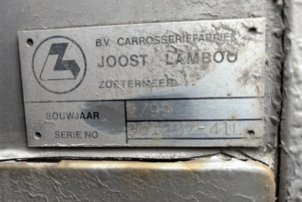 B.V. CARROSSERIEFABRIEK
JOOST LAMBOO
ZOETERMEER
BOUWJAAR
SERIE NO